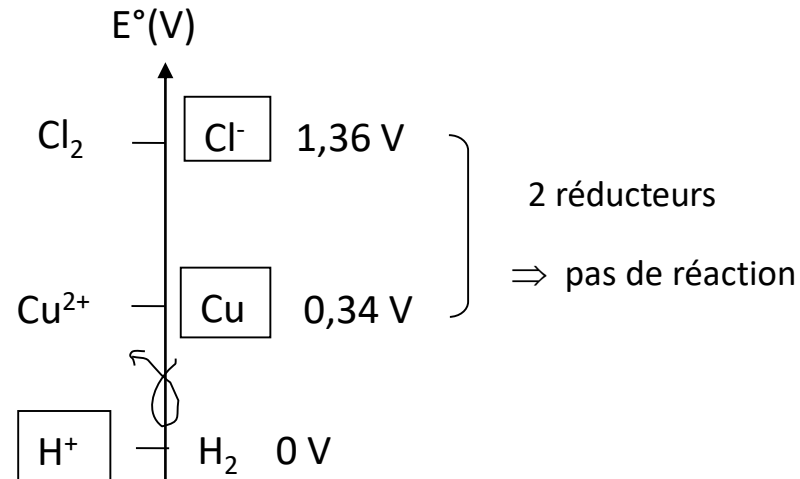 E°(V)
Cl₂ Cl⁻ 1,36 V
2 réducteurs
⇒ pas de réaction
Cu²⁺ Cu 0,34 V
H⁺ H₂ 0 V